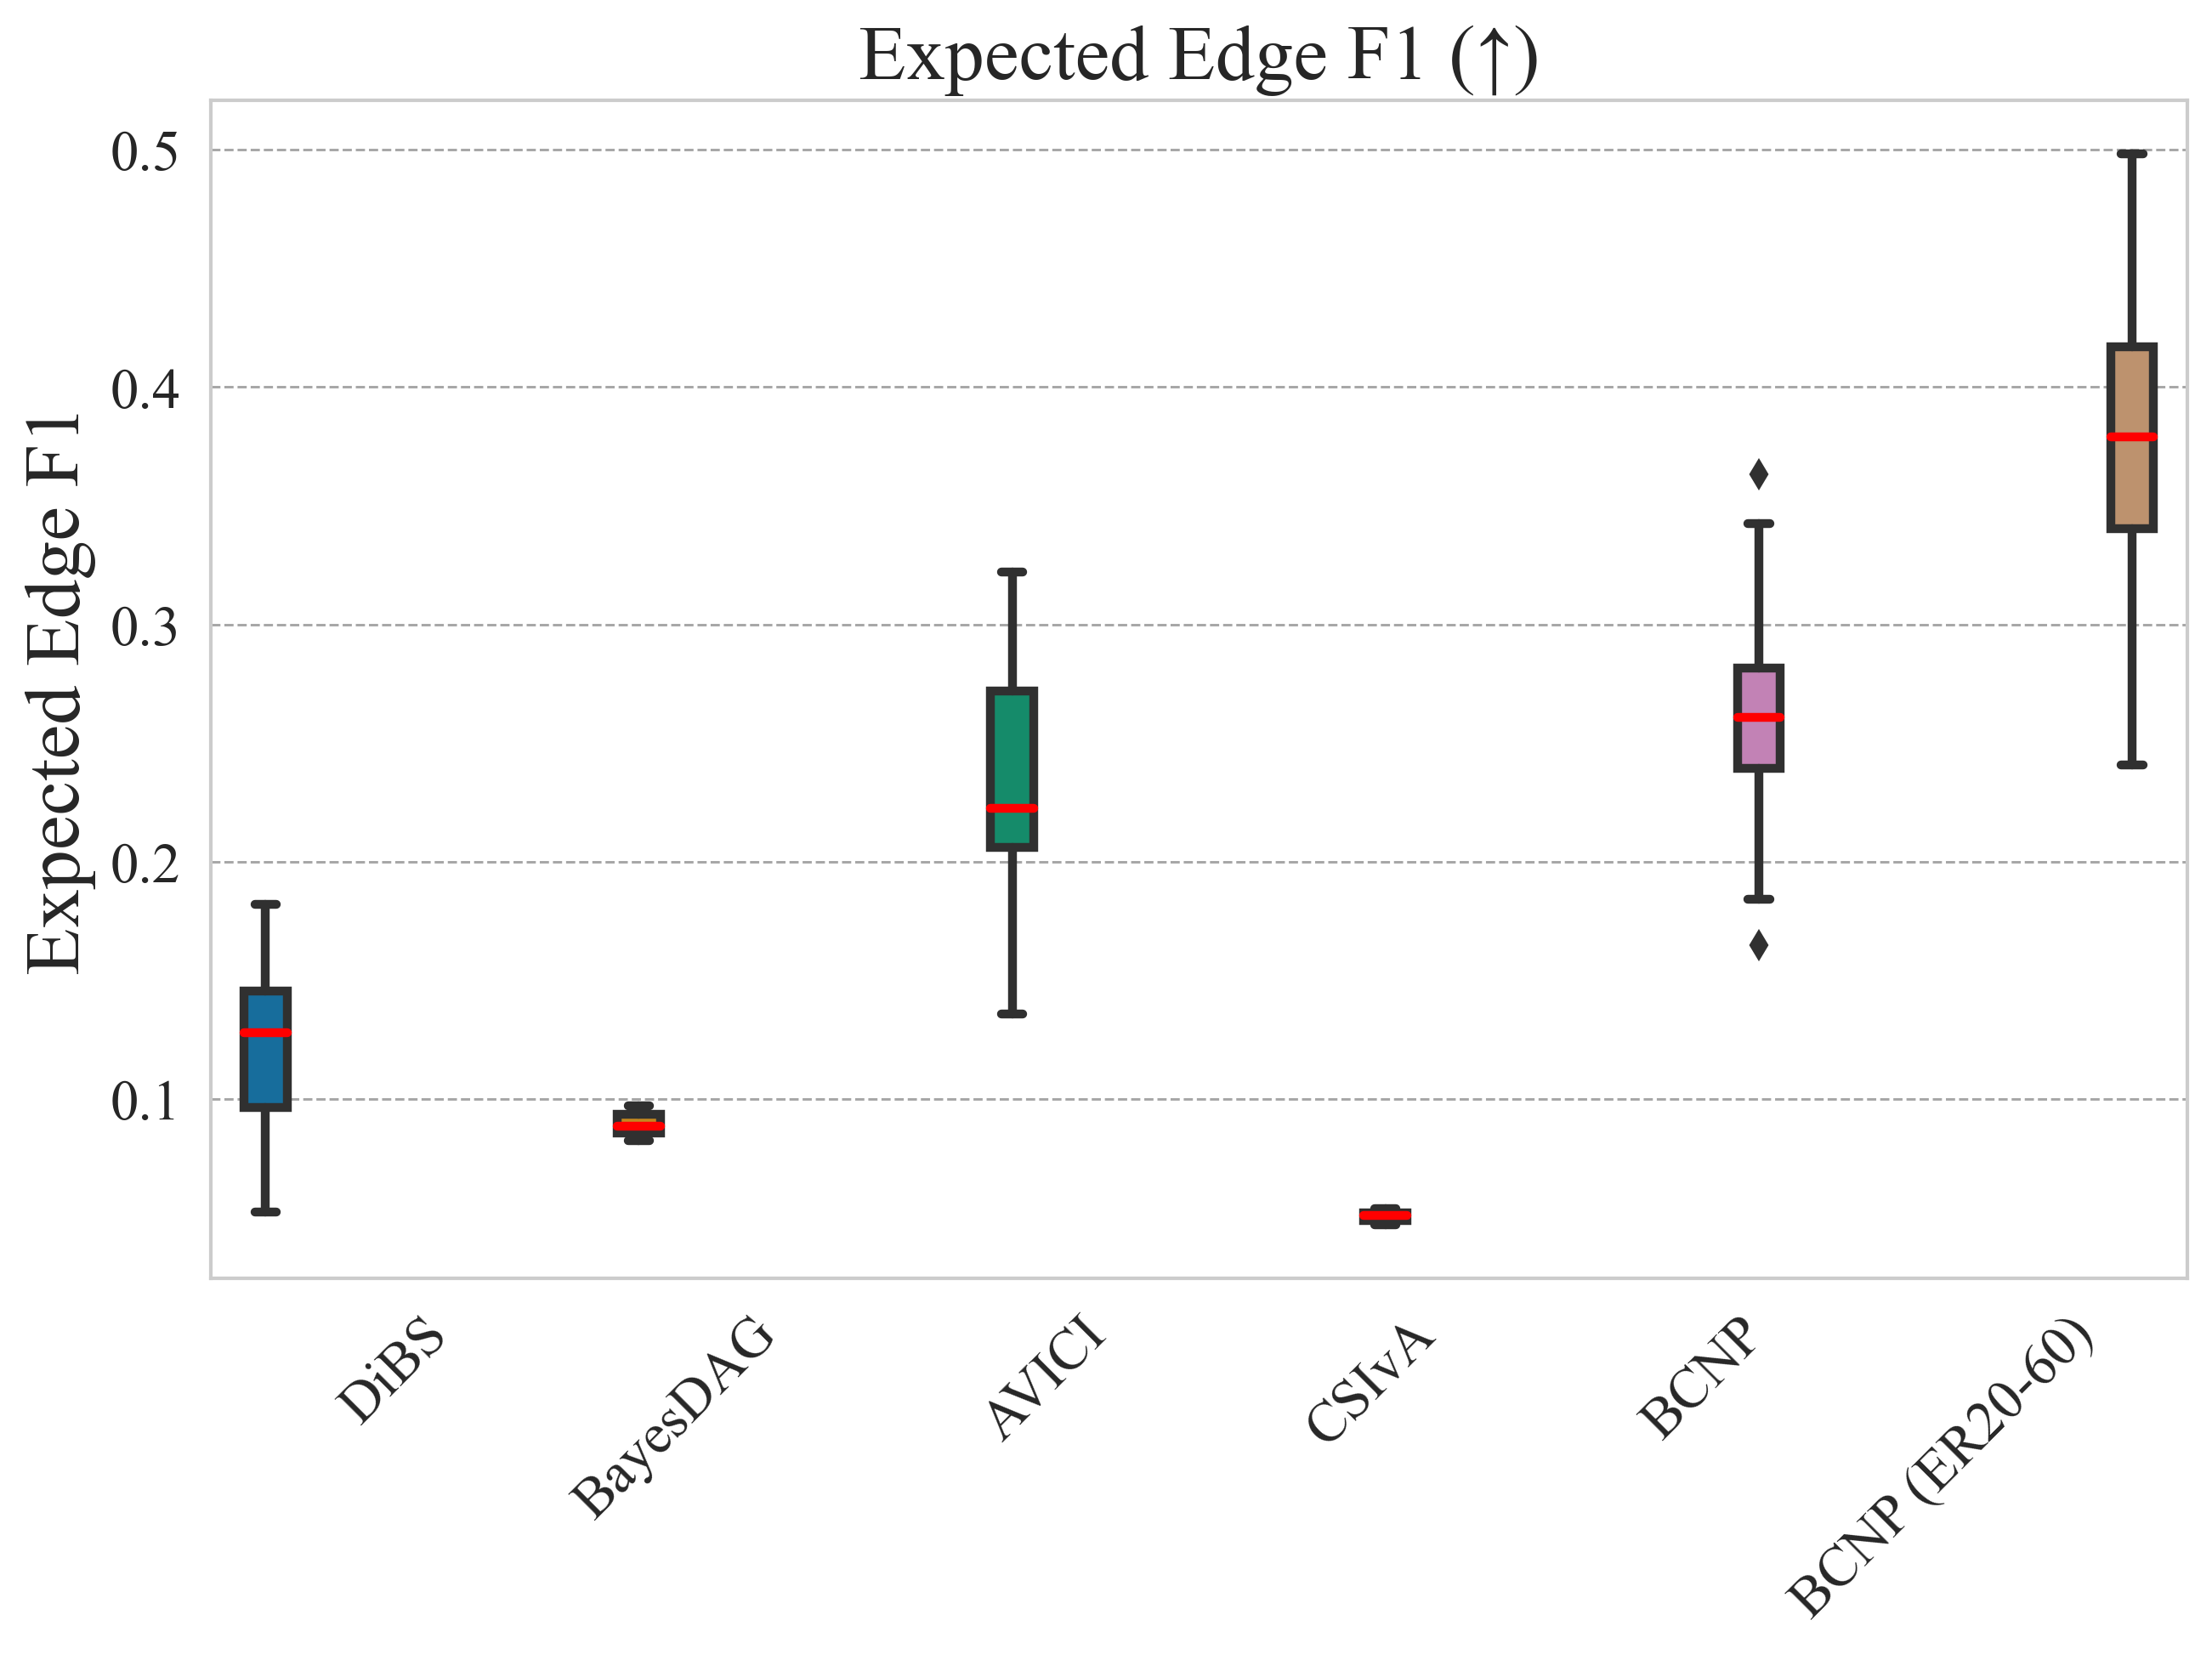 Expected Edge F1 (↑)
Expected Edge F1
0.5
0.4
0.3
0.2
0.1
DiBS
BayesDAG
AVICI
CSIvA
BCNP
BCNP (ER20-60)